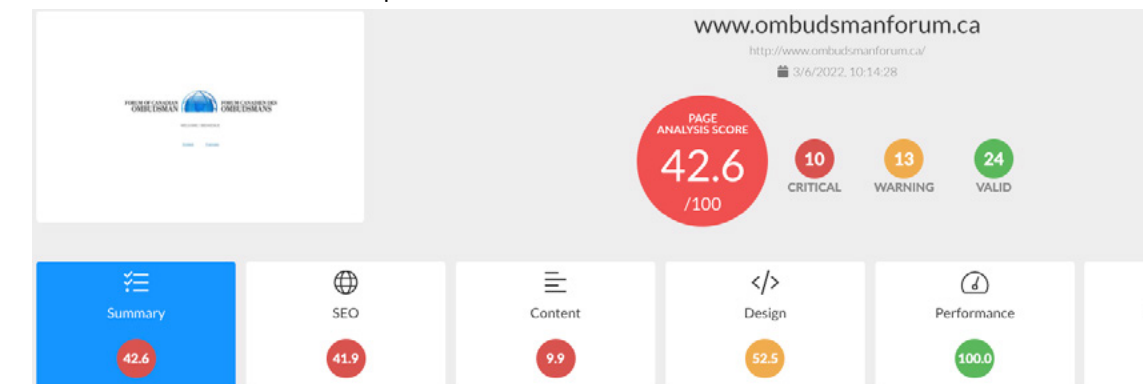 www.ombudsmanforum.ca
http://www.ombudsmanforum.ca/
3/6/2022, 10:14:28
FORUM OF CANADIAN
OMBUDSMAN
FORUM CANADIEN DES
OMBUDSMANS
PAGE
ANALYSIS SCORE
42.6
/100
10
CRITICAL
13
WARNING
24
VALID
Summary
42.6
SEO
41.9
Content
9.9
Design
52.5
Performance
100.0